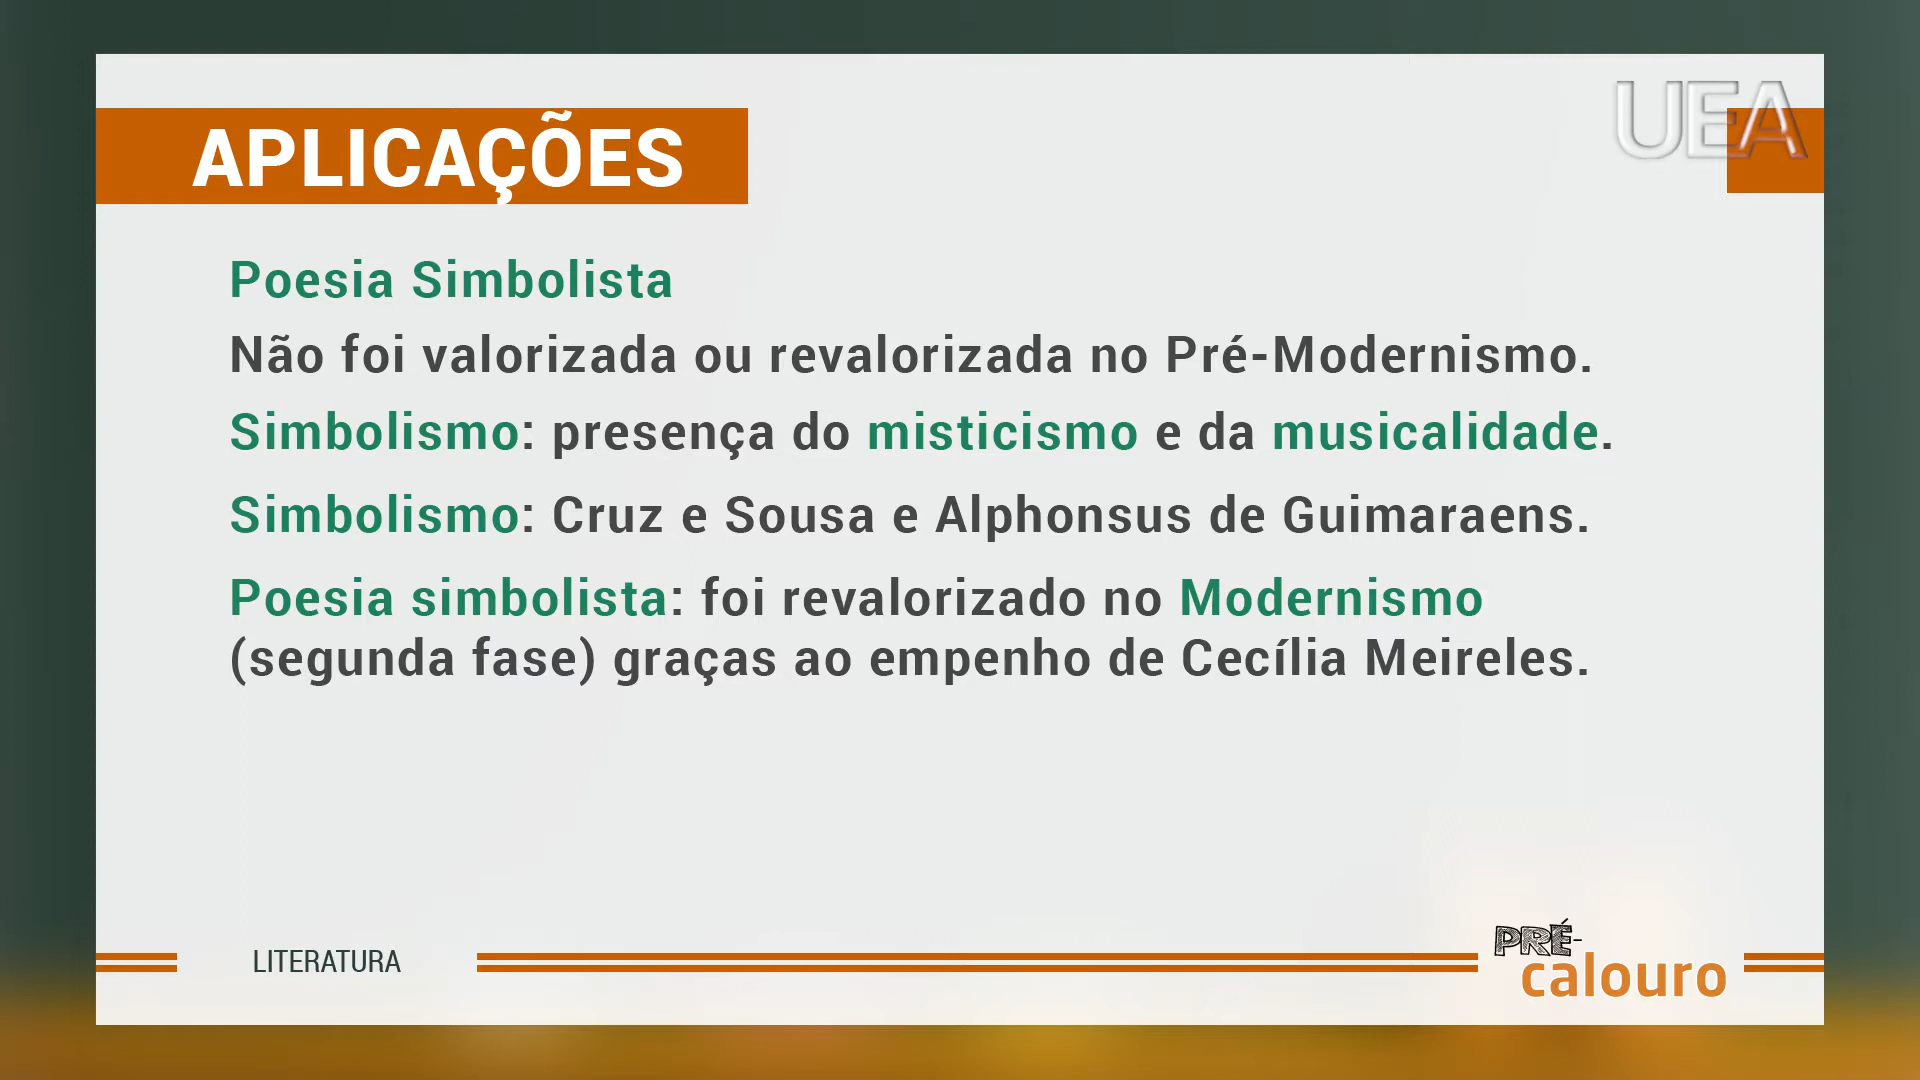 APLICAÇÕES
UEA
Poesia Simbolista
Não foi valorizada ou revalorizada no Pré-Modernismo.
Simbolismo: presença do misticismo e da musicalidade.
Simbolismo: Cruz e Sousa e Alphonsus de Guimaraens.
Poesia simbolista: foi revalorizado no Modernismo
(segunda fase) graças ao empenho de Cecília Meireles.
LITERATURA
PRÉ-
calouro